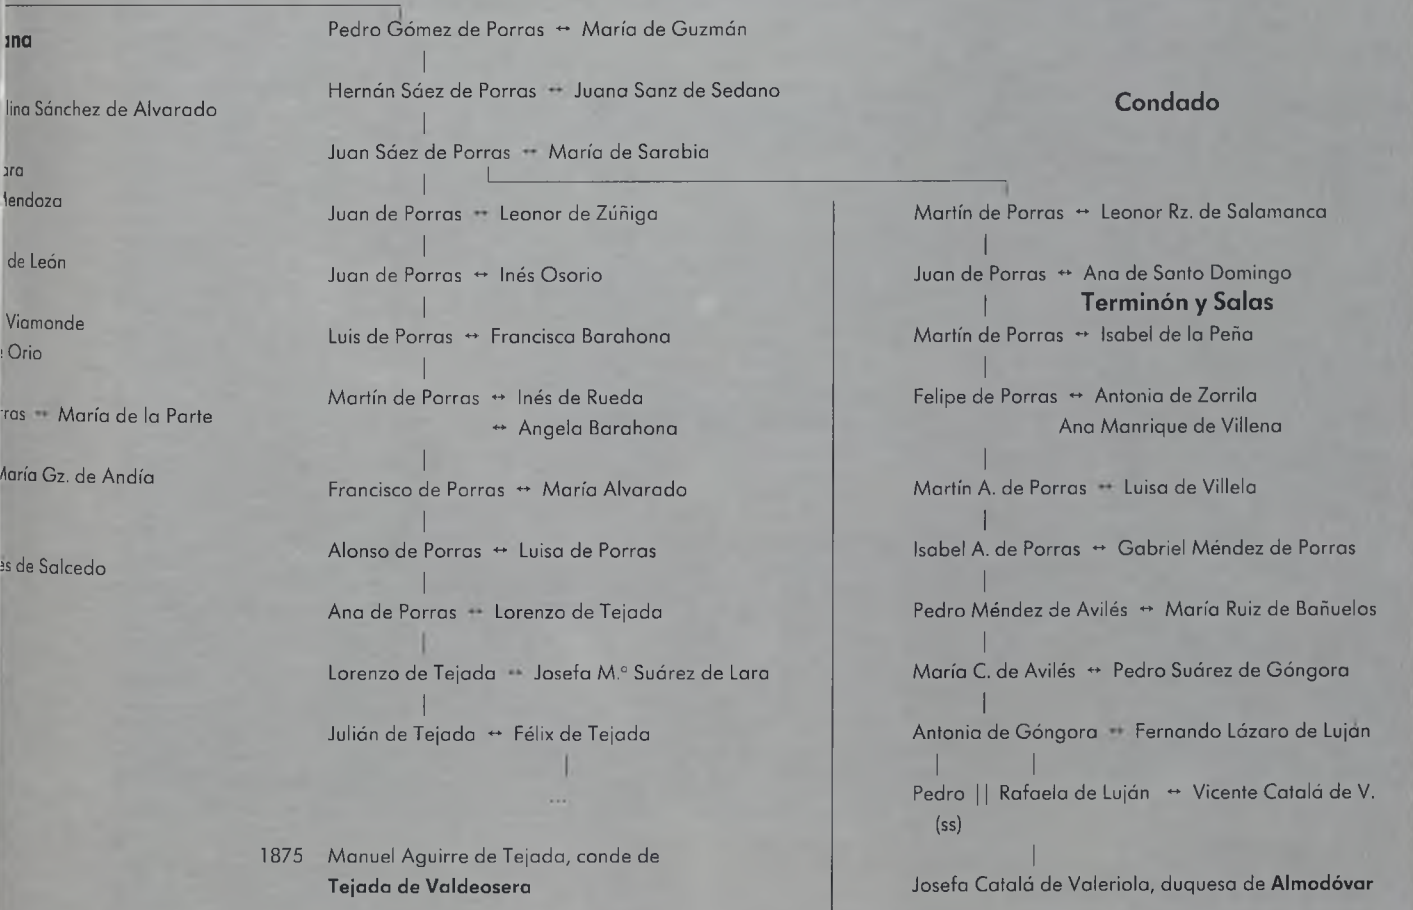 Sánchez de Alvarado
de León
Viamonde
Orio
María de la Parte
Gz. de Andía
de Salcedo
Pedro Gómez de Porras ↔ María de Guzmán
Hernán Sáez de Porras ↔ Juana Sanz de Sedano
Juan Sáez de Porras ↔ María de Sarabia
Juan de Porras ↔ Leonor de Zúñiga
Juan de Porras ↔ Inés Osorio
Luis de Porras ↔ Francisca Barahona
Martín de Porras ↔ Inés de Rueda
↔ Angela Barahona
Francisco de Porras ↔ María Alvarado
Alonso de Porras ↔ Luisa de Porras
Ana de Porras ↔ Lorenzo de Tejada
Lorenzo de Tejada ↔ Josefa M.ª Suárez de Lara
Julián de Tejada ↔ Félix de Tejada
...
1875 Manuel Aguirre de Tejada, conde de
Tejada de Valdeosera
Condado
Martín de Porras ↔ Leonor Rz. de Salamanca
Juan de Porras ↔ Ana de Santo Domingo
Terminón y Salas
Martín de Porras ↔ Isabel de la Peña
Felipe de Porras ↔ Antonia de Zorrila
Ana Manrique de Villena
Martín A. de Porras ↔ Luisa de Villela
Isabel A. de Porras ↔ Gabriel Méndez de Porras
Pedro Méndez de Avilés ↔ María Ruiz de Bañuelos
María C. de Avilés ↔ Pedro Suárez de Góngora
Antonia de Góngora ↔ Fernando Lázaro de Luján
Pedro || Rafaela de Luján ↔ Vicente Catalá de V.
(ss)
Josefa Catalá de Valeriola, duquesa de Almodóvar